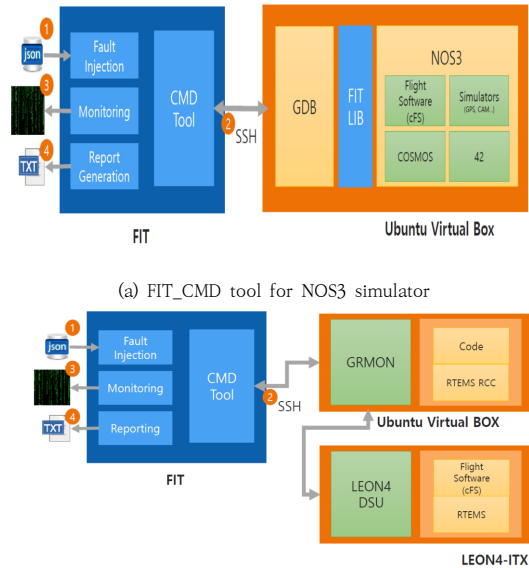 1
json
Fault
Injection
3
Monitoring
4
TXT
Report
Generation
CMD
Tool
2
SSH
FIT
GDB
FIT
LIB
NOS3
Flight
Software
(cFS)
Simulators
(GPS, CAM...)
COSMOS
42
Ubuntu Virtual Box
(a) FIT_CMD tool for NOS3 simulator
1
json
Fault
Injection
3
Monitoring
4
TXT
Reporting
CMD
Tool
2
SSH
FIT
GRMON
Code
RTEMS RCC
Ubuntu Virtual BOX
LEON4
DSU
Flight
Software
(cFS)
RTEMS
LEON4-ITX